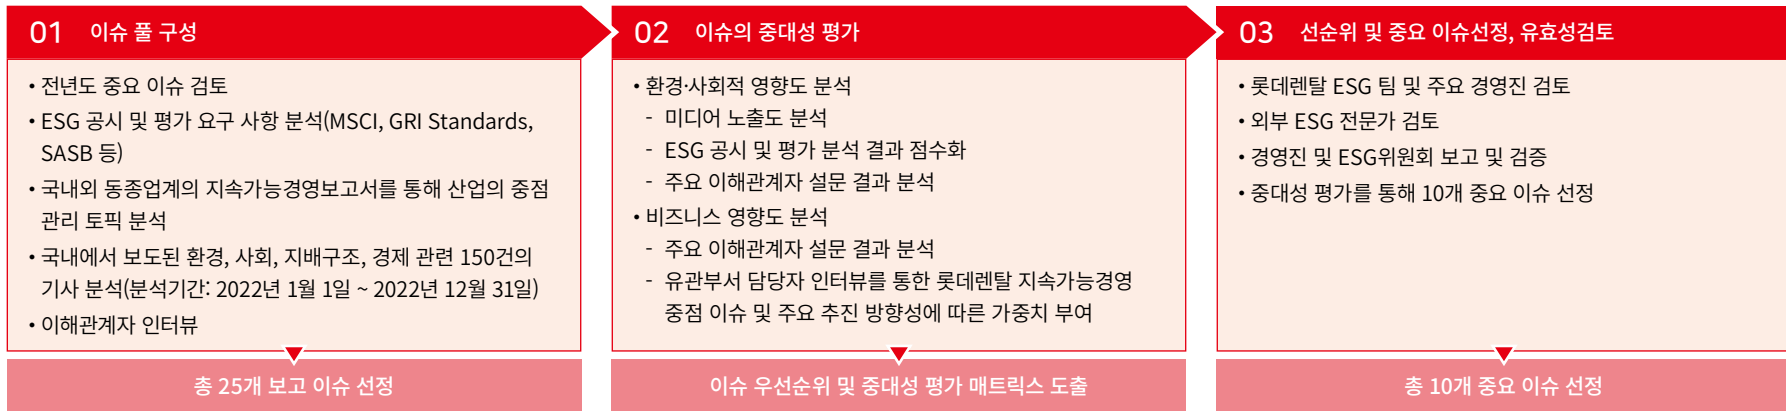 01 이슈 풀 구성
• 전년도 중요 이슈 검토
• ESG 공시 및 평가 요구 사항 분석(MSCI, GRI Standards,
SASB 등)
• 국내외 동종업계의 지속가능경영보고서를 통해 산업의 중점
관리 토픽 분석
• 국내에서 보도된 환경, 사회, 지배구조, 경제 관련 150건의
기사 분석(분석기간: 2022년 1월 1일 ~ 2022년 12월 31일)
• 이해관계자 인터뷰
총 25개 보고 이슈 선정
02 이슈의 중대성 평가
• 환경·사회적 영향도 분석
- 미디어 노출도 분석
- ESG 공시 및 평가 분석 결과 점수화
- 주요 이해관계자 설문 결과 분석
• 비즈니스 영향도 분석
- 주요 이해관계자 설문 결과 분석
- 유관부서 담당자 인터뷰를 통한 롯데렌탈 지속가능경영
중점 이슈 및 주요 추진 방향성에 따른 가중치 부여
이슈 우선순위 및 중대성 평가 매트릭스 도출
03 선순위 및 중요 이슈선정, 유효성검토
• 롯데렌탈 ESG 팀 및 주요 경영진 검토
• 외부 ESG 전문가 검토
• 경영진 및 ESG위원회 보고 및 검증
• 중대성 평가를 통해 10개 중요 이슈 선정
총 10개 중요 이슈 선정